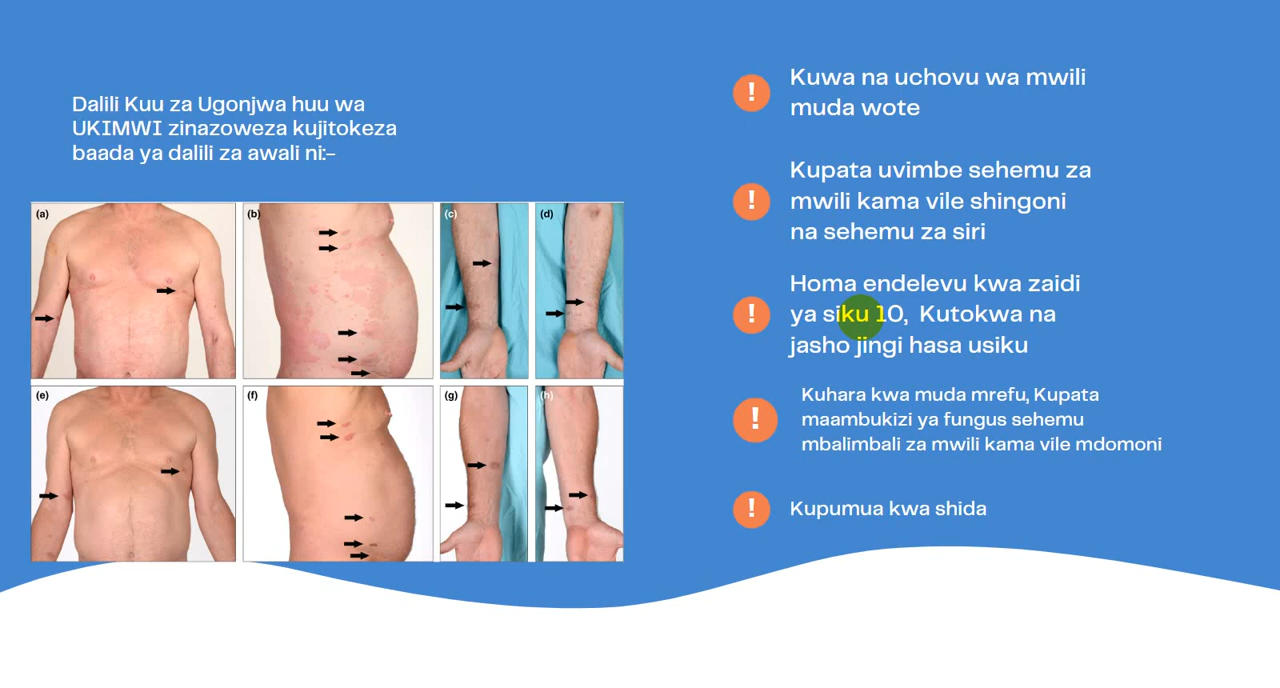 Dalili Kuu za Ugonjwa huu wa
UKIMWI zinazoweza kujitokeza
baada ya dalili za awali ni:-
(a)
(b)
(c)
(d)
(e)
(f)
(g)
(h)
Kuwa na uchovu wa mwili
muda wote
Kupata uvimbe sehemu za
mwili kama vile shingoni
na sehemu za siri
Homa endelevu kwa zaidi
ya siku 10, Kutokwa na
jasho jingi hasa usiku
Kuhara kwa muda mrefu, Kupata
maambukizi ya fungus sehemu
mbalimbali za mwili kama vile mdomoni
Kupumua kwa shida